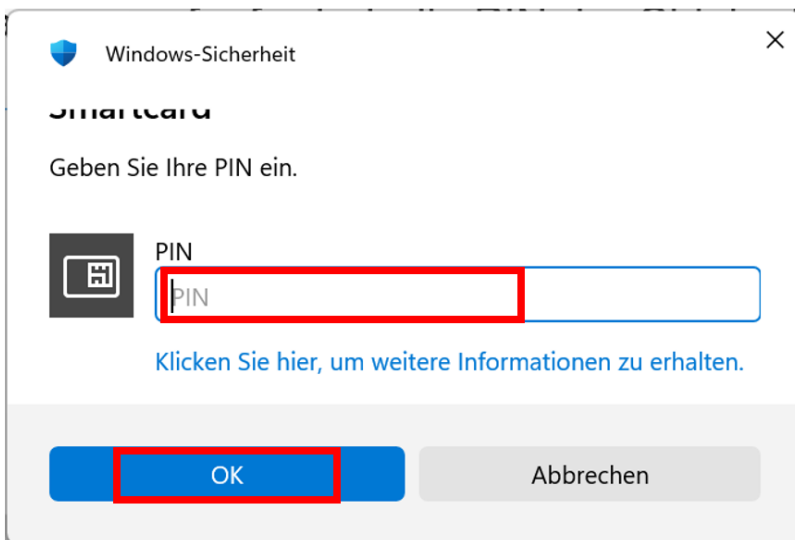 Windows-Sicherheit
Smartcard
Geben Sie Ihre PIN ein.
PIN
PIN
Klicken Sie hier, um weitere Informationen zu erhalten.
OK
Abbrechen